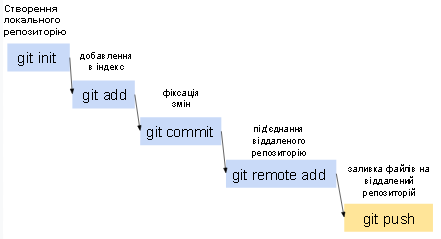 Створення
локального
репозиторію
git init
добавлення
в індекс
git add
фіксація
змін
git commit
під'єднання
віддаленого
репозиторію
git remote add
заливка файлів на
віддалений
репозиторій
git push